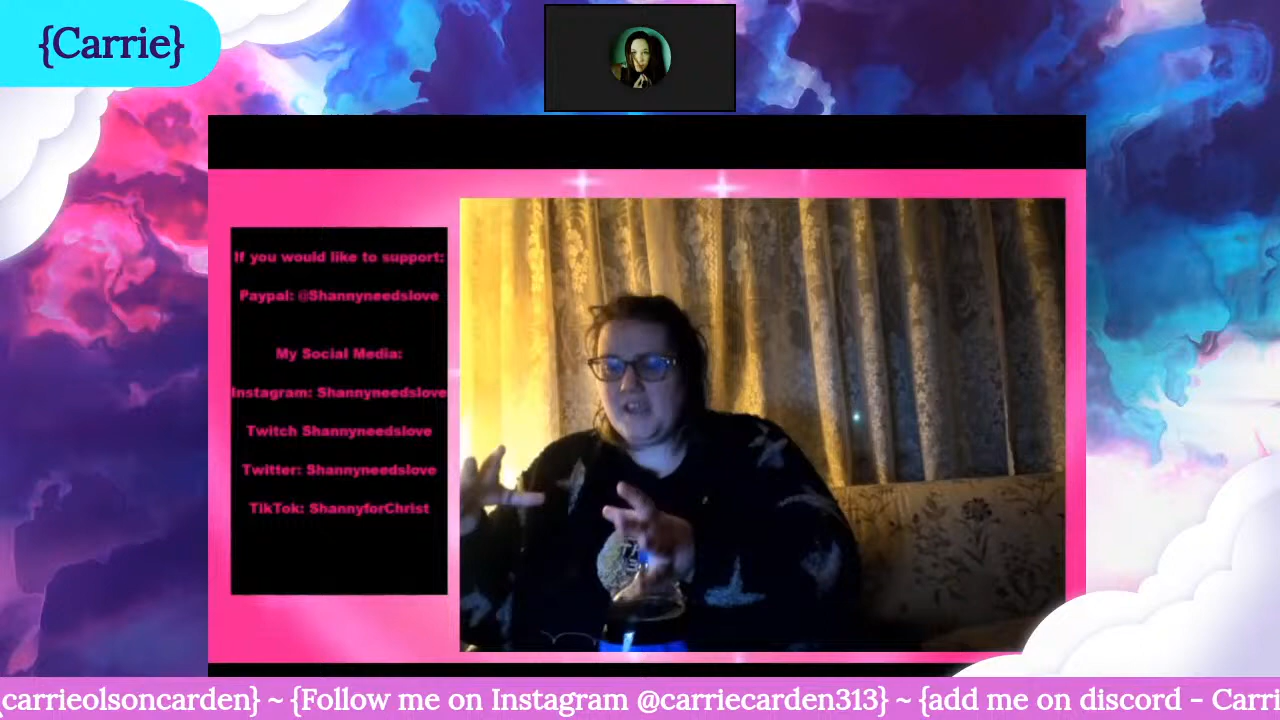 {Carrie}
If you would like to support:
Paypal: @Shannyneedslove
My Social Media:
Instagram: Shannyneedslove
Twitch Shannyneedslove
Twitter: Shannyneedslove
TikTok: ShannyforChrist
carrieolsoncarden} ~ {Follow me on Instagram @carriecarden313} ~ {add me on discord - Carri